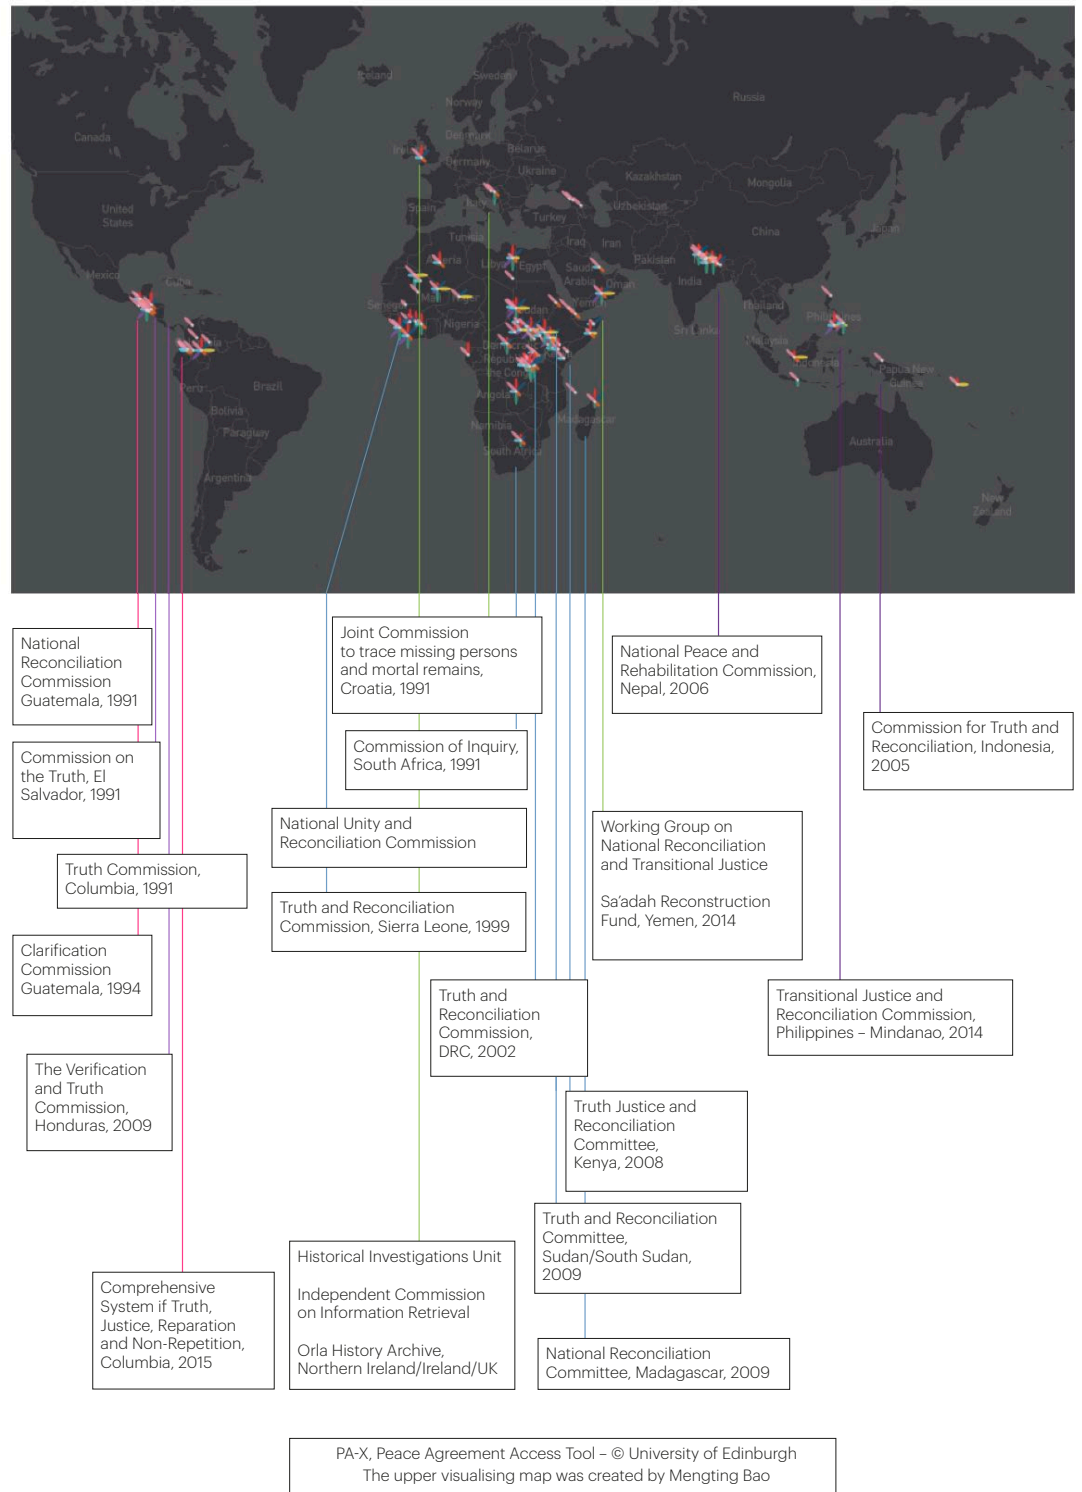 Iceland
Sweden
Norway
Russia
Canada
Belarus
Germany
Ukraine
Kazakhstan
Mongolia
United
States
Spain
Uzbekistan
Turkey
China
Japan
Tunisia
Iraq
Iran
Pakistan
Mexico
Cuba
Egypt
Saudi
Arabia
Oman
India
Niger
Thailand
Nigeria
Sri Lanka
Malaysia
Philippines
Peru
Brazil
Angola
Papua New
Guinea
Bolivia
Namibia
Madagascar
Paraguay
South Africa
Australia
Argentina
New
Zealand
National
Reconciliation
Commission
Guatemala, 1991
Commission on
the Truth, El
Salvador, 1991
Truth Commission,
Columbia, 1991
Clarification
Commission
Guatemala, 1994
The Verification
and Truth
Commission,
Honduras, 2009
Comprehensive
System if Truth,
Justice, Reparation
and Non-Repetition,
Columbia, 2015
Joint Commission
to trace missing persons
and mortal remains,
Croatia, 1991
Commission of Inquiry,
South Africa, 1991
National Unity and
Reconciliation Commission
Truth and Reconciliation
Commission, Sierra Leone, 1999
Truth and
Reconciliation
Commission,
DRC, 2002
Historical Investigations Unit
Independent Commission
on Information Retrieval
Orla History Archive,
Northern Ireland/Ireland/UK
National Peace and
Rehabilitation Commission,
Nepal, 2006
Commission for Truth and
Reconciliation, Indonesia,
2005
Working Group on
National Reconciliation
and Transitional Justice
Sa’adah Reconstruction
Fund, Yemen, 2014
Transitional Justice and
Reconciliation Commission,
Philippines – Mindanao, 2014
Truth Justice and
Reconciliation
Committee,
Kenya, 2008
Truth and Reconciliation
Committee,
Sudan/South Sudan,
2009
National Reconciliation
Committee, Madagascar, 2009
PA-X, Peace Agreement Access Tool – © University of Edinburgh
The upper visualising map was created by Mengting Bao